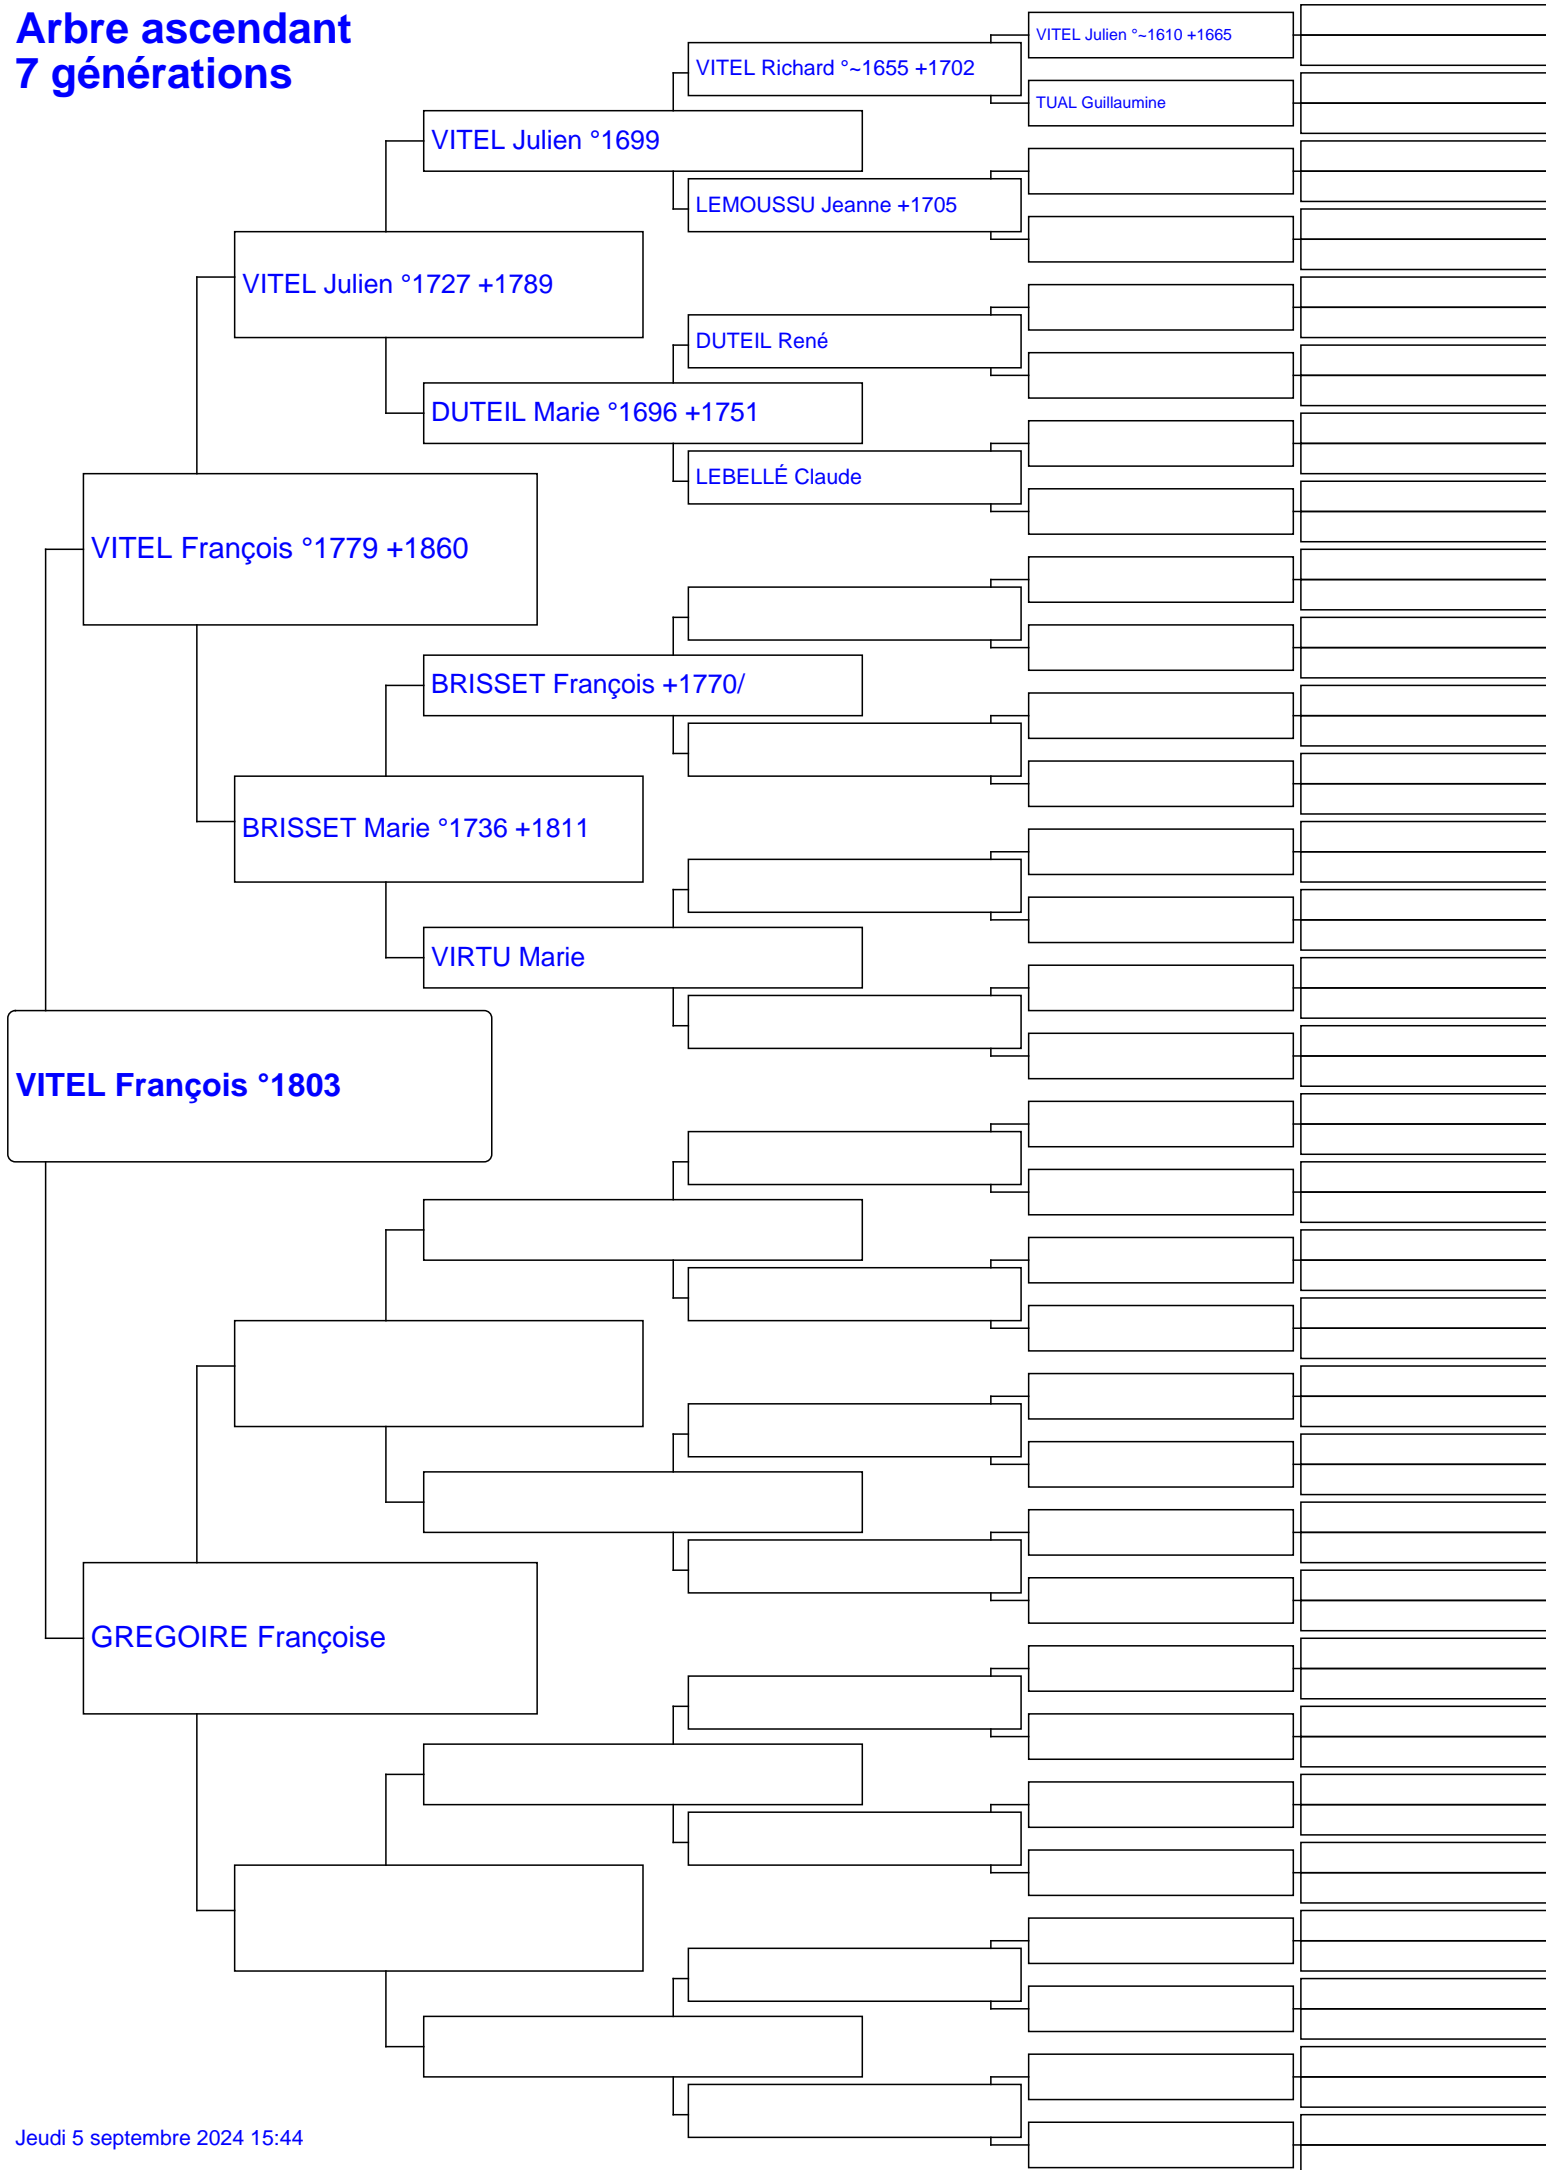 Arbre ascendant
7 générations
VITEL Julien °~1610 +1665
VITEL Richard °~1655 +1702
TUAL Guillaumine
VITEL Julien °1699
LEMOUSSU Jeanne +1705
VITEL Julien °1727 +1789
DUTEIL René
DUTEIL Marie °1696 +1751
LEBELLÉ Claude
VITEL François °1779 +1860
BRISSET François +1770/
BRISSET Marie °1736 +1811
VIRTU Marie
VITEL François °1803
GREGOIRE Françoise
Jeudi 5 septembre 2024 15:44